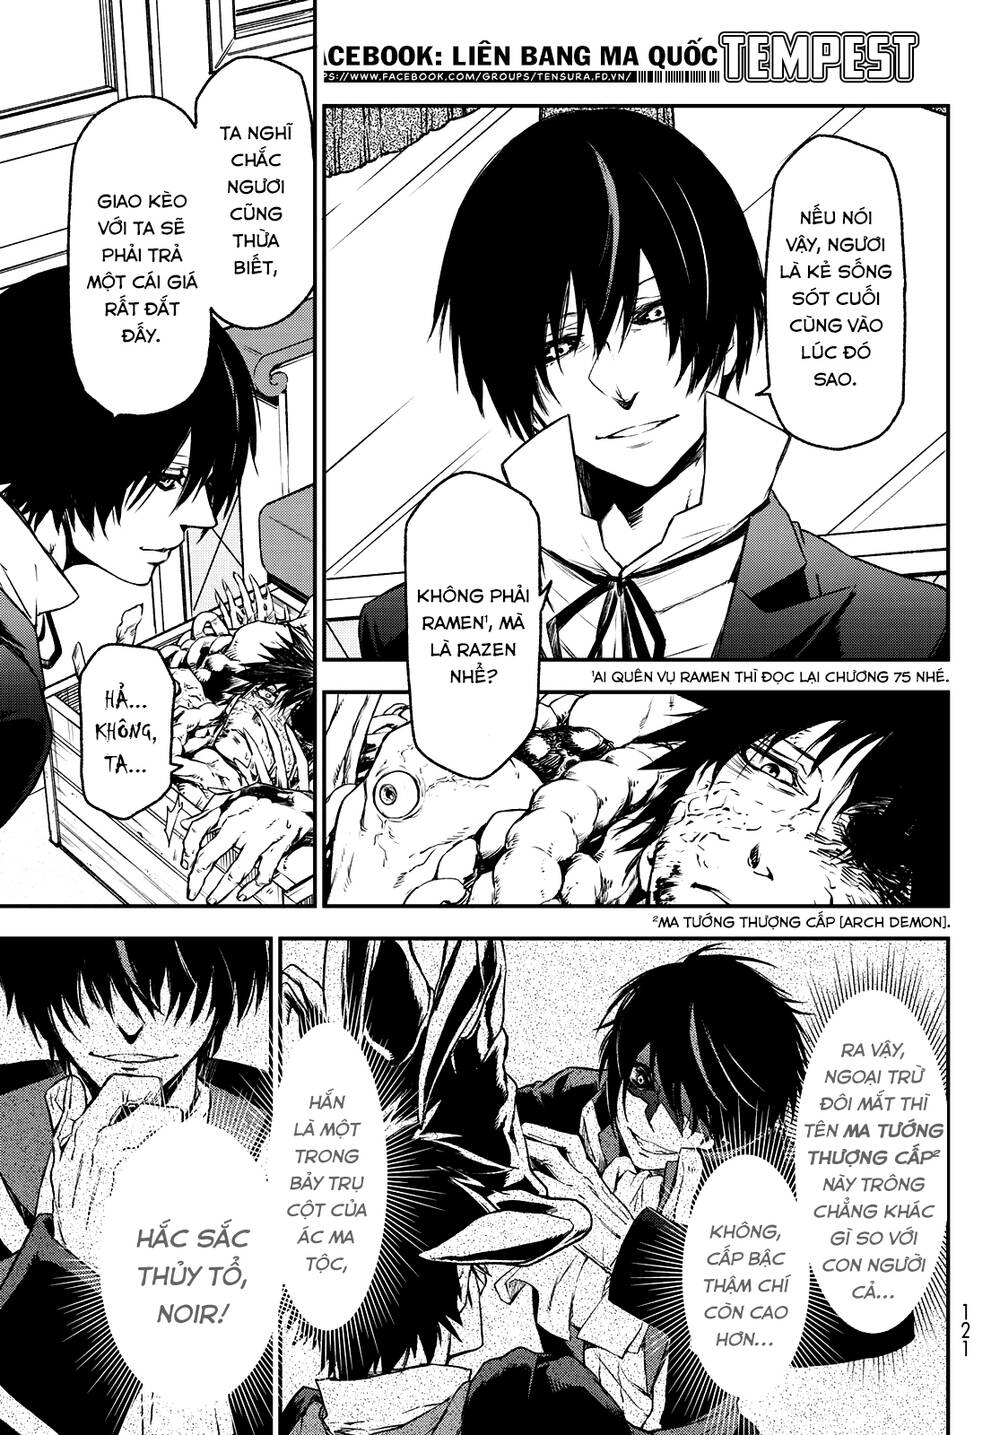 FACEBOOK: LIÊN BANG MA QUỐC TEMPEST
WWW.FACEBOOK.COM/GROUPS/TENSURA.FD.VN/
NẾU NÓI
VẬY, NGƯƠI
LÀ KẺ SỐNG
SÓT CUỐI
CÙNG VÀO
LÚC ĐÓ
SAO.
KHÔNG PHẢI
RAMEN¹, MÀ
LÀ RAZEN
NHỂ?
¹AI QUÊN VỤ RAMEN THÌ ĐỌC LẠI CHƯƠNG 75 NHÉ.
TA NGHĨ
CHẮC
NGƯƠI
CŨNG
THỪA
BIẾT,
GIAO KÈO
VỚI TA SẼ
PHẢI TRẢ
MỘT CÁI GIÁ
RẤT ĐẮT
ĐẤY.
HẢ...
KHÔNG,
TA...
²MA TƯỚNG THƯỢNG CẤP [ARCH DEMON].
RA VẬY,
NGOẠI TRỪ
ĐÔI MẮT THÌ
TÊN MA TƯỚNG
THƯỢNG CẤP²
NÀY TRÔNG
CHẲNG KHÁC
GÌ SO VỚI
CON NGƯỜI
CẢ...
KHÔNG,
CẤP BẬC
THẬM CHÍ
CÒN CAO
HƠN...
HẮN
LÀ MỘT
TRONG
BẢY TRỤ
CỘT CỦA
ÁC MA
TỘC,
HẮC SẮC
THỦY TỔ,
NOIR!
121